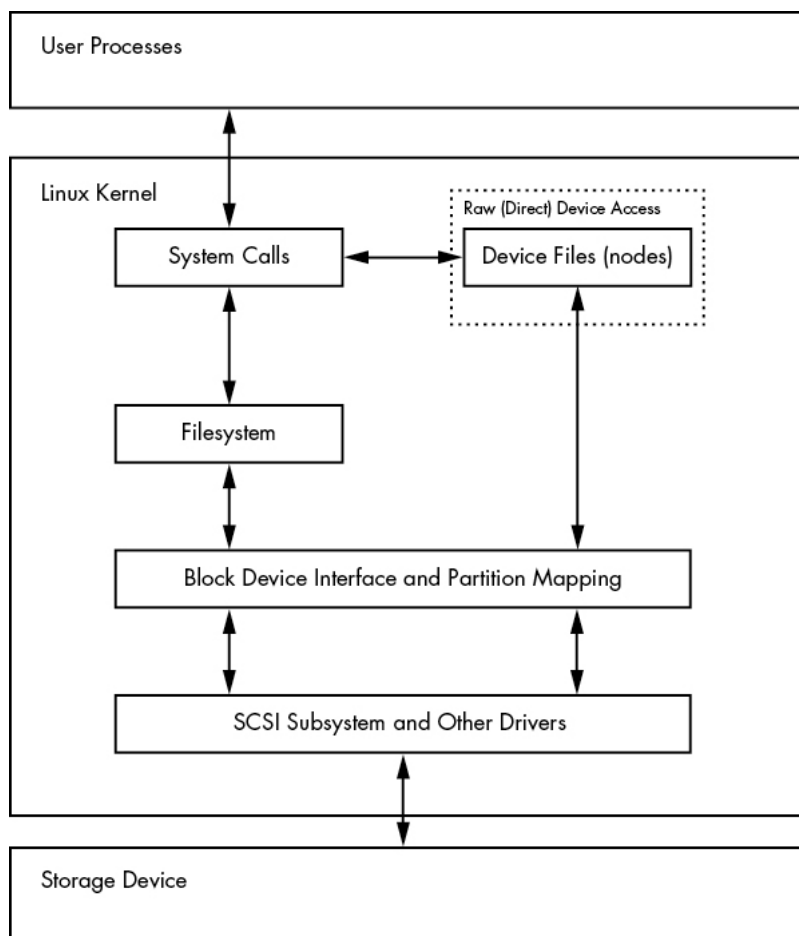 User Processes
Linux Kernel
Raw (Direct) Device Access
System Calls
Device Files (nodes)
Filesystem
Block Device Interface and Partition Mapping
SCSI Subsystem and Other Drivers
Storage Device